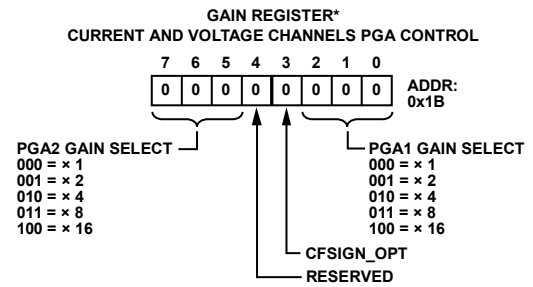 GAIN REGISTER*
CURRENT AND VOLTAGE CHANNELS PGA CONTROL
7 6 5 4 3 2 1 0
0 0 0 0 0 0 0 0
ADDR:
0x1B
PGA2 GAIN SELECT
000 = × 1
001 = × 2
010 = × 4
011 = × 8
100 = × 16
PGA1 GAIN SELECT
000 = × 1
001 = × 2
010 = × 4
011 = × 8
100 = × 16
CFSIGN_OPT
RESERVED